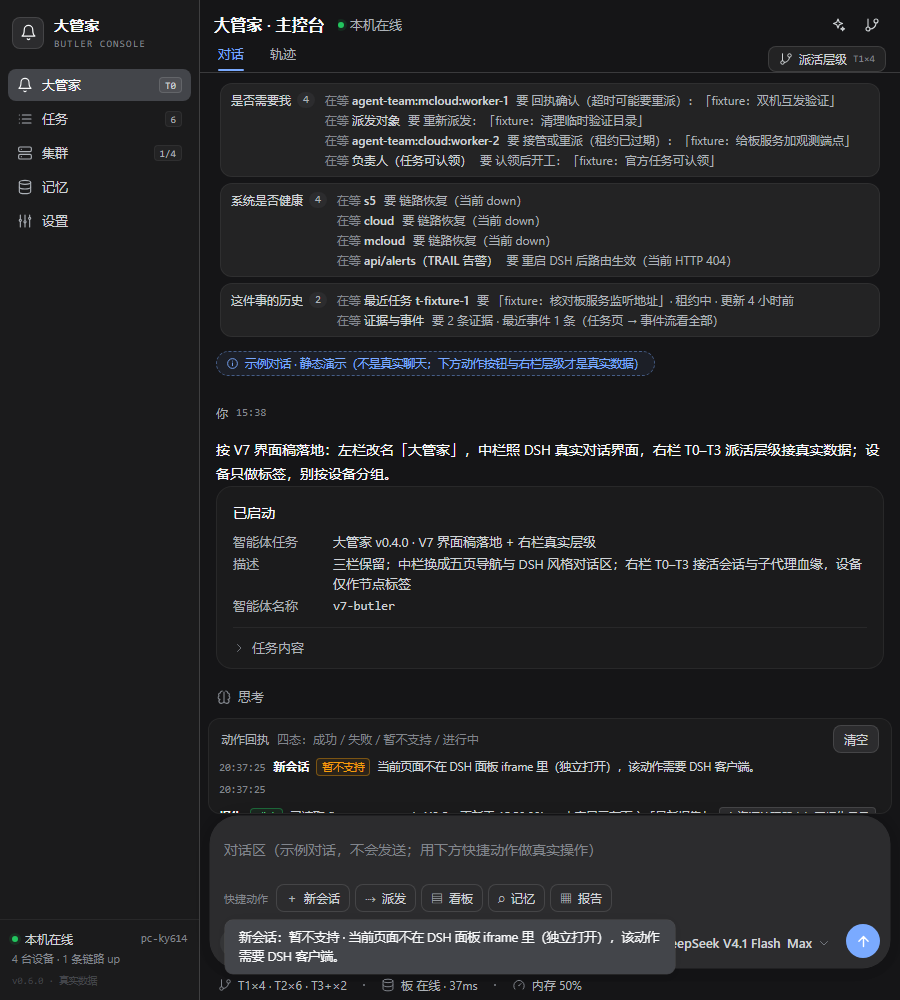 大管家
BUTLER CONSOLE
大管家 T0
任务 6
集群 1/4
记忆
设置
本机在线 pc-ky614
4 台设备 · 1 条链路 up
v0.6.0 · 真实数据
大管家 · 主控台 本机在线
对话 轨迹
派活层级 T1×4
是否需要我 4 在等 agent-team:mcloud:worker-1 要 回执确认（超时可能要重派）：「fixture：双机互发验证」
在等 派发对象 要 重新派发：「fixture：清理临时验证目录」
在等 agent-team:cloud:worker-2 要 接管或重派（租约已过期）：「fixture：给板服务加观测端点」
在等 负责人（任务可认领） 要 认领后开工：「fixture：官方任务可认领」
系统是否健康 4 在等 s5 要 链路恢复（当前 down）
在等 cloud 要 链路恢复（当前 down）
在等 mcloud 要 链路恢复（当前 down）
在等 api/alerts（TRAIL 告警） 要 重启 DSH 后路由生效（当前 HTTP 404）
这件事的历史 2 在等 最近任务 t-fixture-1 要 「fixture：核对板服务监听地址」· 租约中 · 更新 4 小时前
在等 证据与事件 要 2 条证据 · 最近事件 1 条（任务页 → 事件流看全部）
示例对话 · 静态演示（不是真实聊天；下方动作按钮与右栏层级才是真实数据）
你 15:38
按 V7 界面稿落地：左栏改名「大管家」，中栏照 DSH 真实对话界面，右栏 T0–T3 派活层级接真实数据；设
备只做标签，别按设备分组。
已启动
智能体任务 大管家 v0.4.0 · V7 界面稿落地 + 右栏真实层级
描述 三栏保留；中栏换成五页导航与 DSH 风格对话区；右栏 T0–T3 接活会话与子代理血缘，设备
仅作节点标签
智能体名称 v7-butler
任务内容
思考
动作回执 四态：成功 / 失败 / 暂不支持 / 进行中 清空
20:37:25 新会话 暂不支持 当前页面不在 DSH 面板 iframe 里（独立打开），该动作需要 DSH 客户端。
20:37:25
对话区（示例对话，不会发送；用下方快捷动作做真实操作）
快捷动作 + 新会话 → 派发 看板 记忆 报告
新会话：暂不支持 · 当前页面不在 DSH 面板 iframe 里（独立打开），该动作
需要 DSH 客户端。
epSeek V4.1 Flash Max
T1×4 · T2×6 · T3+×2 · 板 在线 · 37ms · 内存 50%